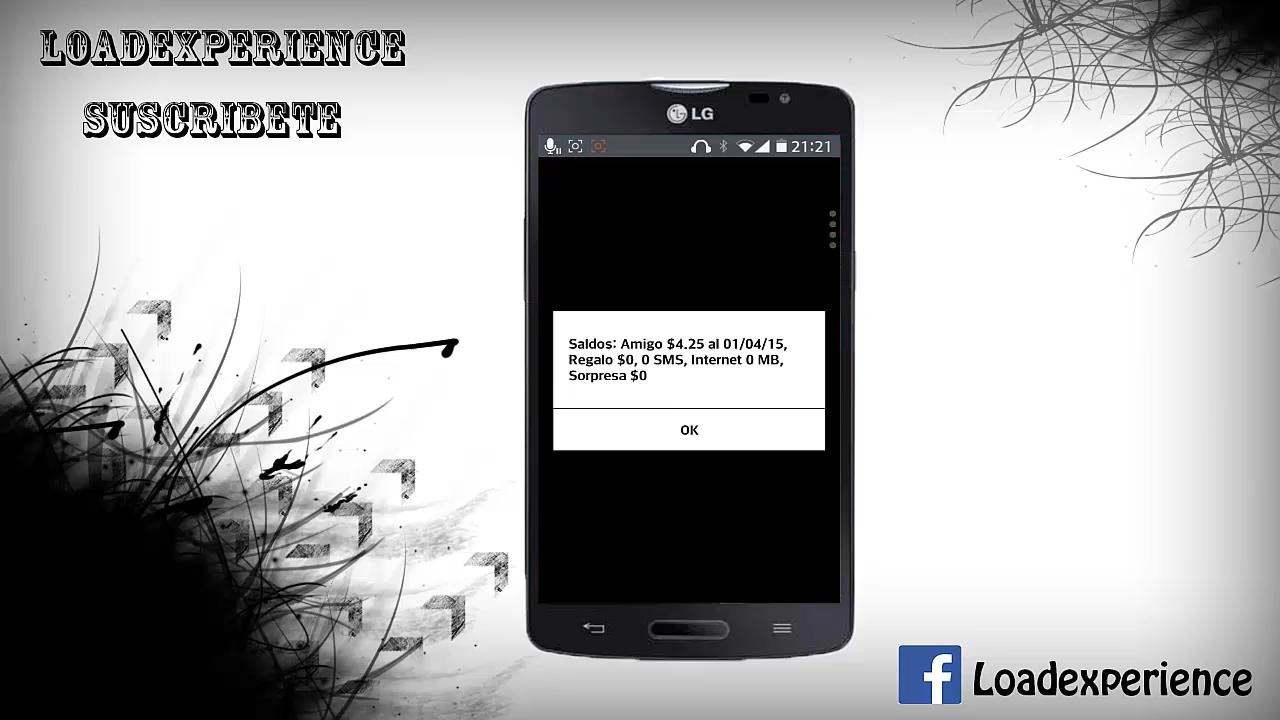 LOADEXPERIENCE
SUSCRIBETE
LG
21:21
Saldos: Amigo $4.25 al 01/04/15,
Regalo $0, 0 SMS, Internet 0 MB,
Sorpresa $0
OK
f Loadexperience